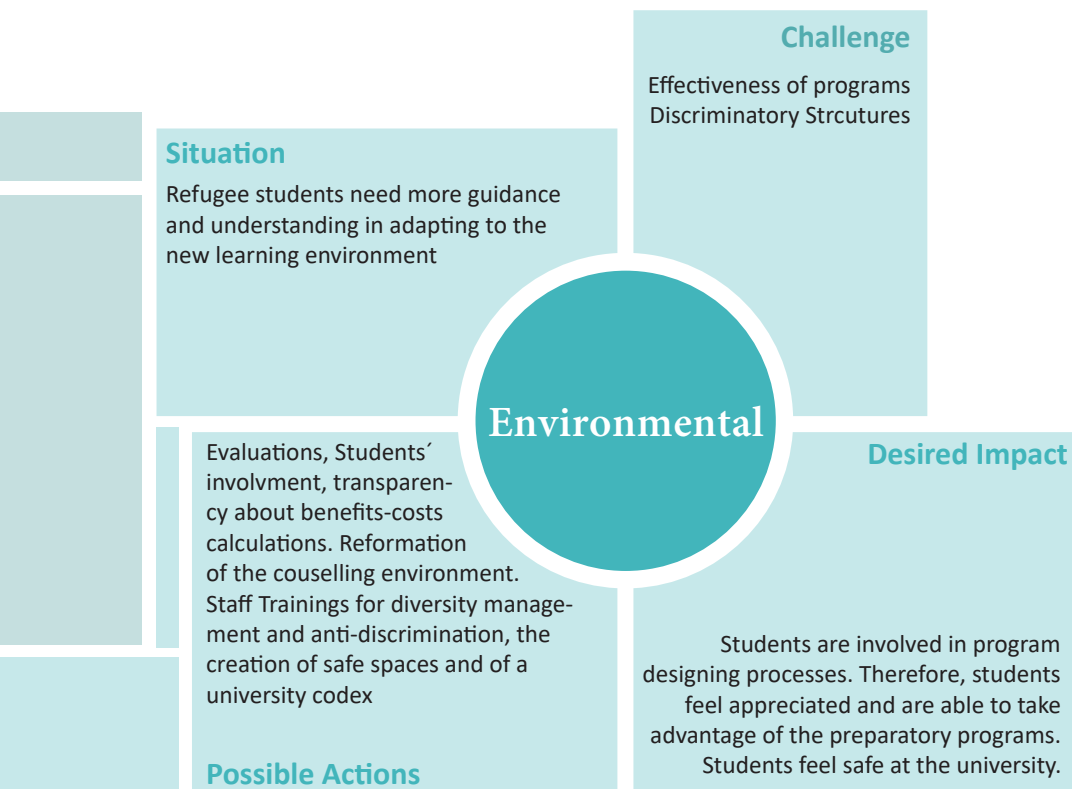 Challenge
Effectiveness of programs
Discriminatory Strcutures
Situation
Refugee students need more guidance
and understanding in adapting to the
new learning environment
Environmental
Evaluations, Students´
involvment, transparen-
cy about benefits-costs
calculations. Reformation
of the couselling environment.
Staff Trainings for diversity manage-
ment and anti-discrimination, the
creation of safe spaces and of a
university codex
Possible Actions
Desired Impact
Students are involved in program
designing processes. Therefore, students
feel appreciated and are able to take
advantage of the preparatory programs.
Students feel safe at the university.